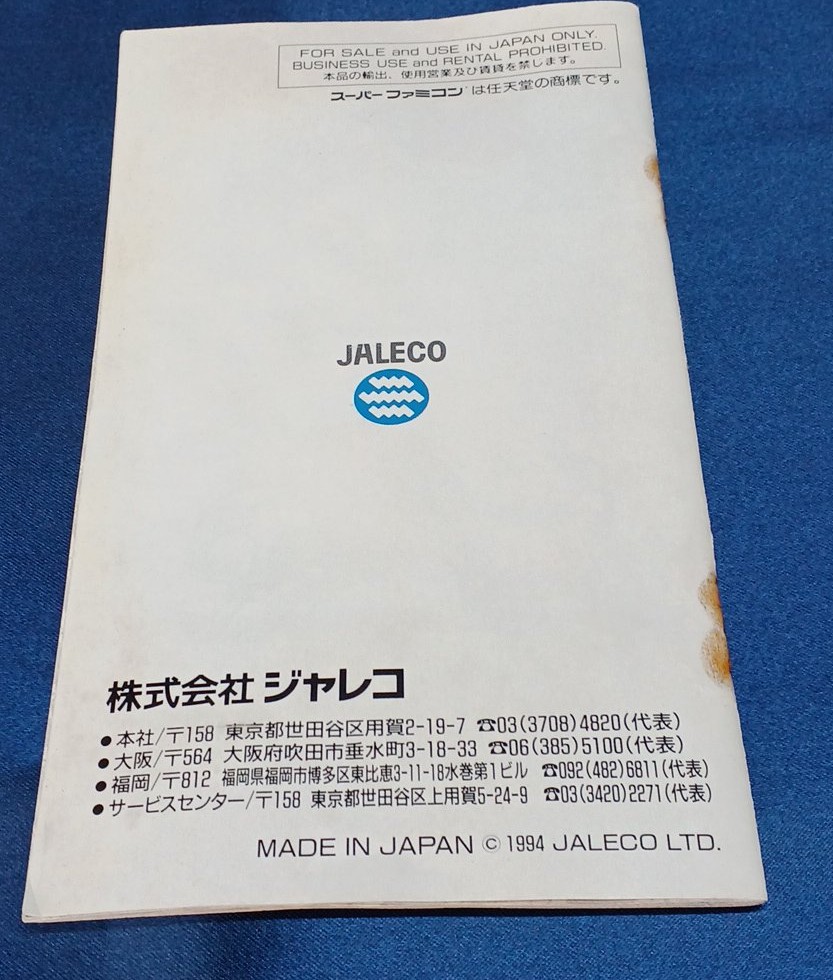 FOR SALE and USE IN JAPAN ONLY.
BUSINESS USE and RENTAL PROHIBITED.
本品の輸出、使用営業及び賃貸を禁じます。
スーパーファミコンは任天堂の商標です。
JALECO
株式会社 ジャレコ
●本社/〒158 東京都世田谷区用賀2-19-7 ☎03(3708)4820(代表)
●大阪/〒564 大阪府吹田市垂水町3-18-33 ☎06(385)5100(代表)
●福岡/〒812 福岡県福岡市博多区東比恵3-11-18水巻第1ビル ☎092(482)6811(代表)
●サービスセンター/〒158 東京都世田谷区上用賀5-24-9 ☎03(3420)2271(代表)
MADE IN JAPAN © 1994 JALECO LTD.